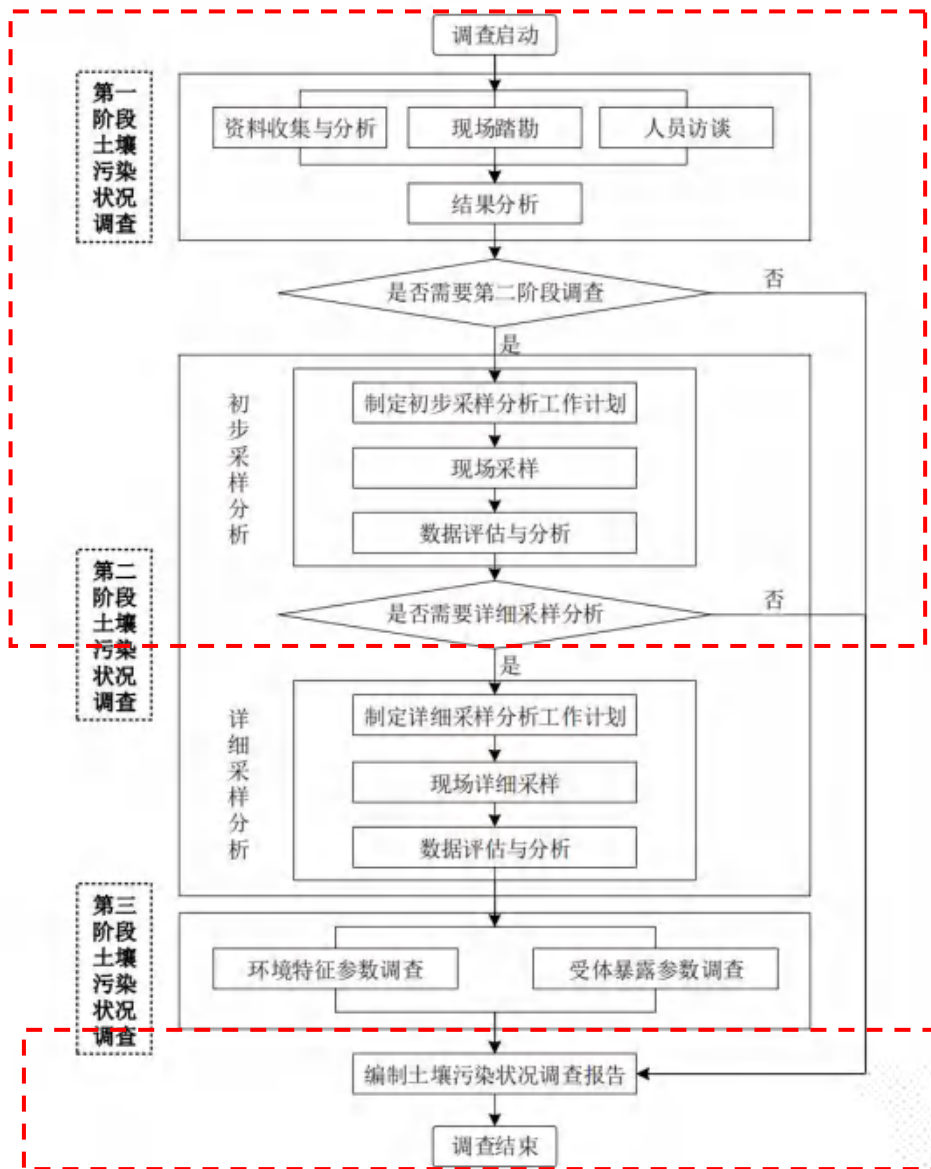 调查启动
第一
阶段
土壤
污染
状况
调查
资料收集与分析
现场踏勘
人员访谈
结果分析
是否需要第二阶段调查
否
是
初
步
采
样
分
析
制定初步采样分析工作计划
现场采样
数据评估与分析
第二
阶段
土壤
污染
状况
调查
是否需要详细采样分析
否
是
详
细
采
样
分
析
制定详细采样分析工作计划
现场详细采样
数据评估与分析
第三
阶段
土壤
污染
状况
调查
环境特征参数调查
受体暴露参数调查
编制土壤污染状况调查报告
调查结束